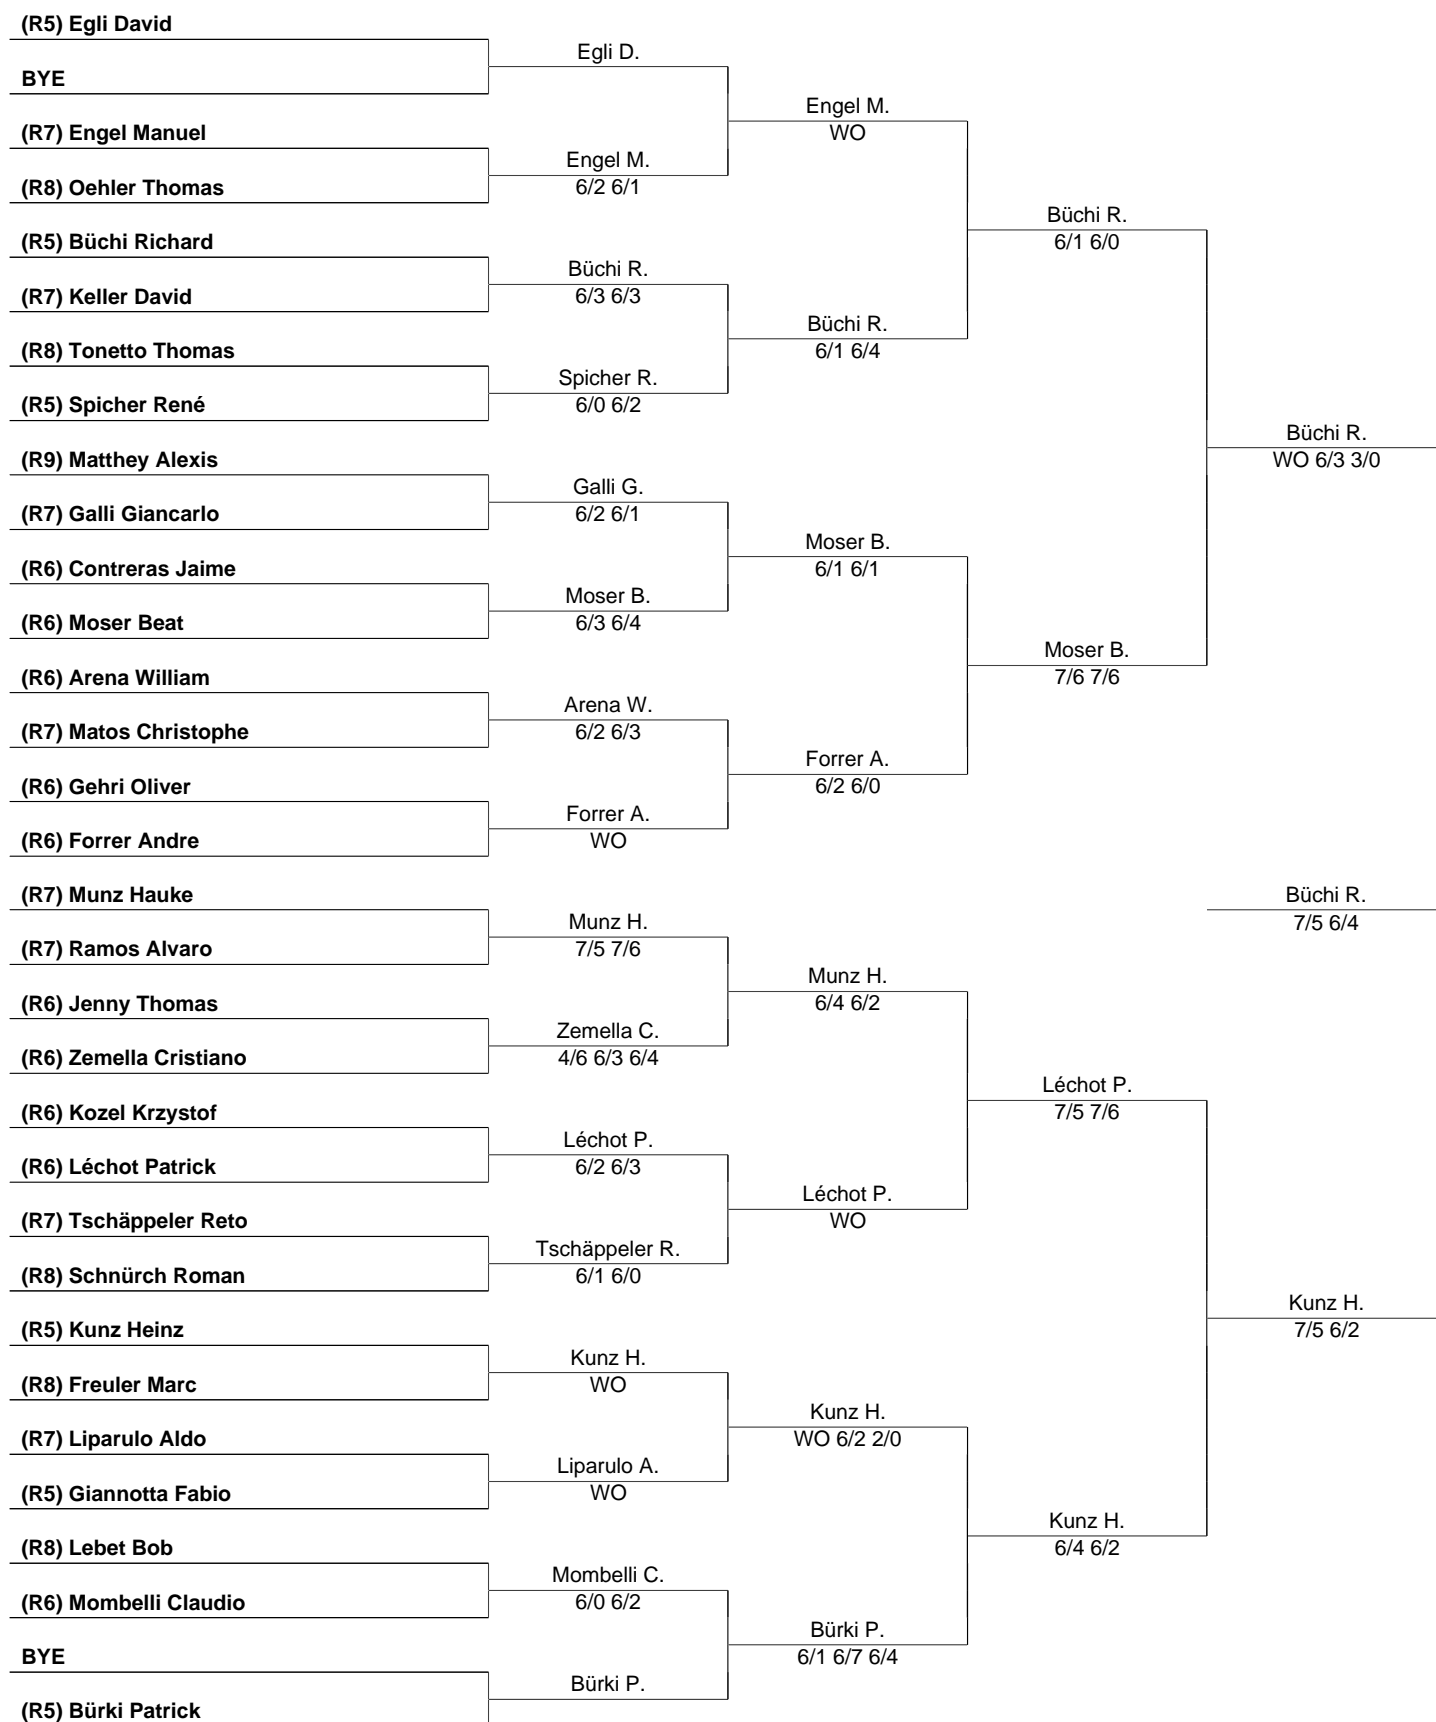 (R5) Egli David
Egli D.
BYE
Engel M.
WO
(R7) Engel Manuel
Engel M.
6/2 6/1
(R8) Oehler Thomas
Büchi R.
6/1 6/0
(R5) Büchi Richard
Büchi R.
6/3 6/3
(R7) Keller David
Büchi R.
6/1 6/4
(R8) Tonetto Thomas
Spicher R.
6/0 6/2
(R5) Spicher René
Büchi R.
WO 6/3 3/0
(R9) Matthey Alexis
Galli G.
6/2 6/1
(R7) Galli Giancarlo
Moser B.
6/1 6/1
(R6) Contreras Jaime
Moser B.
6/3 6/4
(R6) Moser Beat
Moser B.
7/6 7/6
(R6) Arena William
Arena W.
6/2 6/3
(R7) Matos Christophe
Forrer A.
6/2 6/0
(R6) Gehri Oliver
Forrer A.
WO
(R6) Forrer Andre
(R7) Munz Hauke
Büchi R.
7/5 6/4
Munz H.
7/5 7/6
(R7) Ramos Alvaro
Munz H.
6/4 6/2
(R6) Jenny Thomas
Zemella C.
4/6 6/3 6/4
(R6) Zemella Cristiano
Léchot P.
7/5 7/6
(R6) Kozel Krzystof
Léchot P.
6/2 6/3
(R6) Léchot Patrick
Léchot P.
WO
(R7) Tschäppeler Reto
Tschäppeler R.
6/1 6/0
(R8) Schnürch Roman
Kunz H.
7/5 6/2
(R5) Kunz Heinz
Kunz H.
WO
(R8) Freuler Marc
Kunz H.
WO 6/2 2/0
(R7) Liparulo Aldo
Liparulo A.
WO
(R5) Giannotta Fabio
Kunz H.
6/4 6/2
(R8) Lebet Bob
Mombelli C.
6/0 6/2
(R6) Mombelli Claudio
Bürki P.
6/1 6/7 6/4
BYE
Bürki P.
(R5) Bürki Patrick